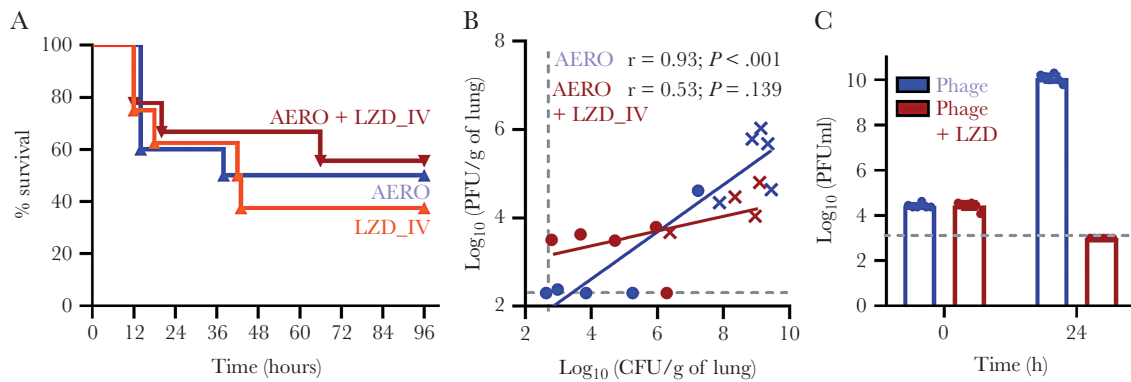 A
% survival
100
80
60
40
20
0
AERO + LZD_IV
AERO
LZD_IV
0 12 24 36 48 60 72 84 96
Time (hours)
B
Log10 (PFU/g of lung)
8
6
4
2
AERO r = 0.93; P < .001
AERO r = 0.53; P = .139
+ LZD_IV
2 4 6 8 10
Log10 (CFU/g of lung)
C
Log10 (PFUml)
10
8
6
4
2
0
Phage
Phage
+ LZD
0 24
Time (h)